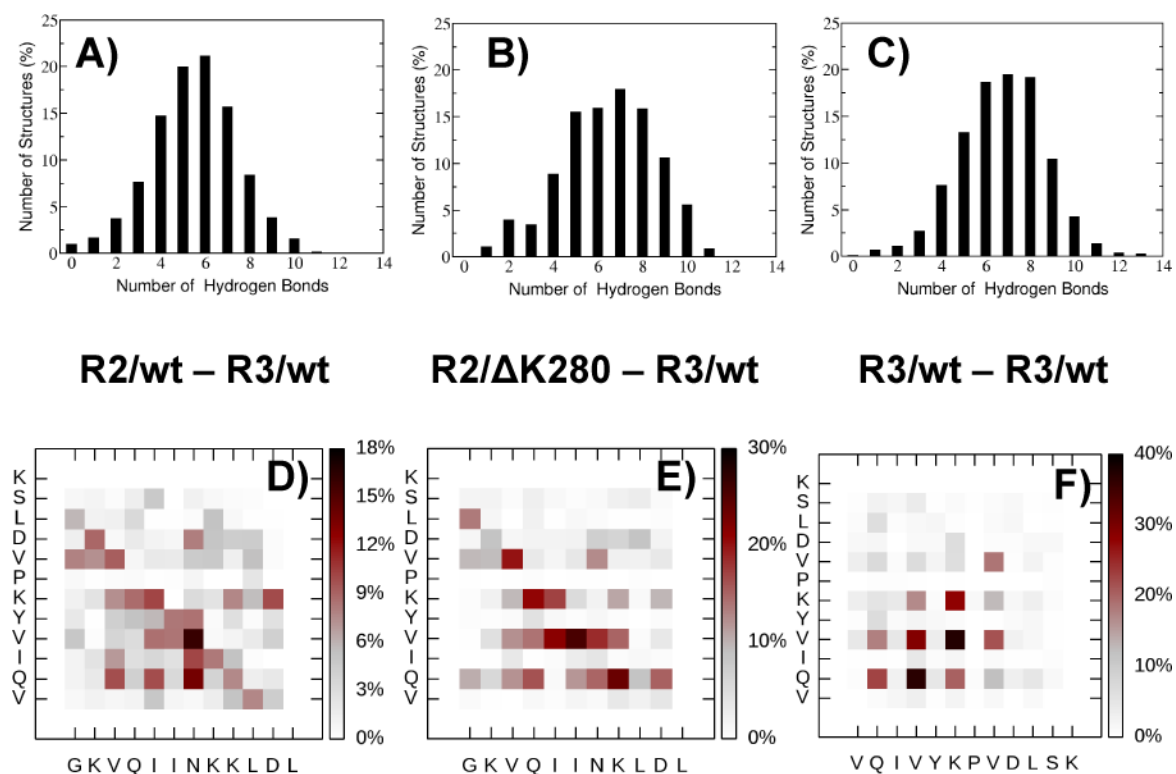 A)
25
20
15
10
5
0
Number of Structures (%)
0 2 4 6 8 10 12 14
Number of Hydrogen Bonds
B)
25
20
15
10
5
0
Number of Structures (%)
0 2 4 6 8 10 12 14
Number of Hydrogen Bonds
C)
25
20
15
10
5
0
Number of Structures (%)
0 2 4 6 8 10 12 14
Number of Hydrogen Bonds
R2/wt – R3/wt
R2/ΔK280 – R3/wt
R3/wt – R3/wt
D)
K
S
L
D
V
P
K
Y
V
I
Q
V
G K V Q I I N K K L D L
18%
15%
12%
9%
6%
3%
0%
E)
K
S
L
D
V
P
K
Y
V
I
Q
V
G K V Q I I N K L D L
30%
20%
10%
0%
F)
K
S
L
D
V
P
K
Y
V
I
Q
V
V Q I V Y K P V D L S K
40%
30%
20%
10%
0%